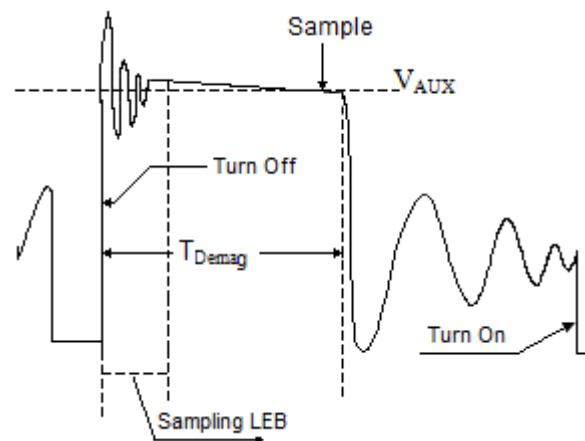 Sample
VAUX
Turn Off
TDemag
Turn On
Sampling LEB